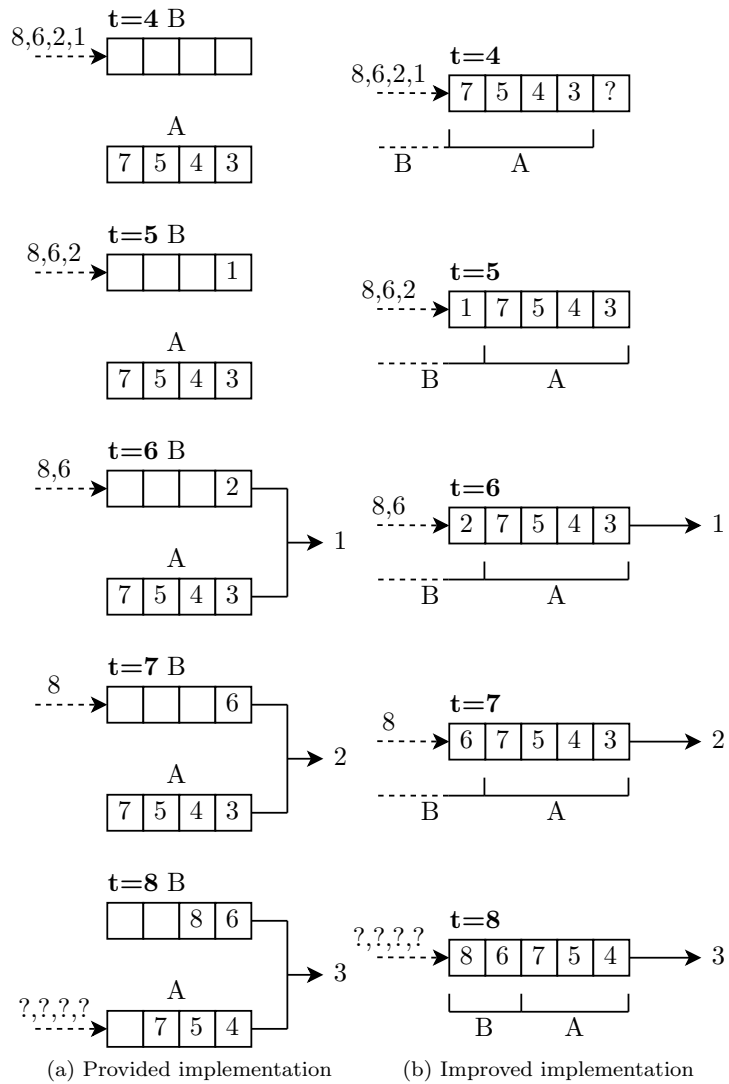 t=4 B
8,6,2,1
A
7 5 4 3
t=5 B
8,6,2
1
A
7 5 4 3
t=6 B
8,6
2
1
A
7 5 4 3
t=7 B
8
6
2
A
7 5 4 3
t=8 B
8 6
3
A
?,?,?,?
7 5 4
(a) Provided implementation
t=4
8,6,2,1
7 5 4 3 ?
B A
t=5
8,6,2
1 7 5 4 3
B A
t=6
8,6
2 7 5 4 3 1
B A
t=7
8
6 7 5 4 3 2
B A
t=8
?,?,?,?
8 6 7 5 4 3
B A
(b) Improved implementation